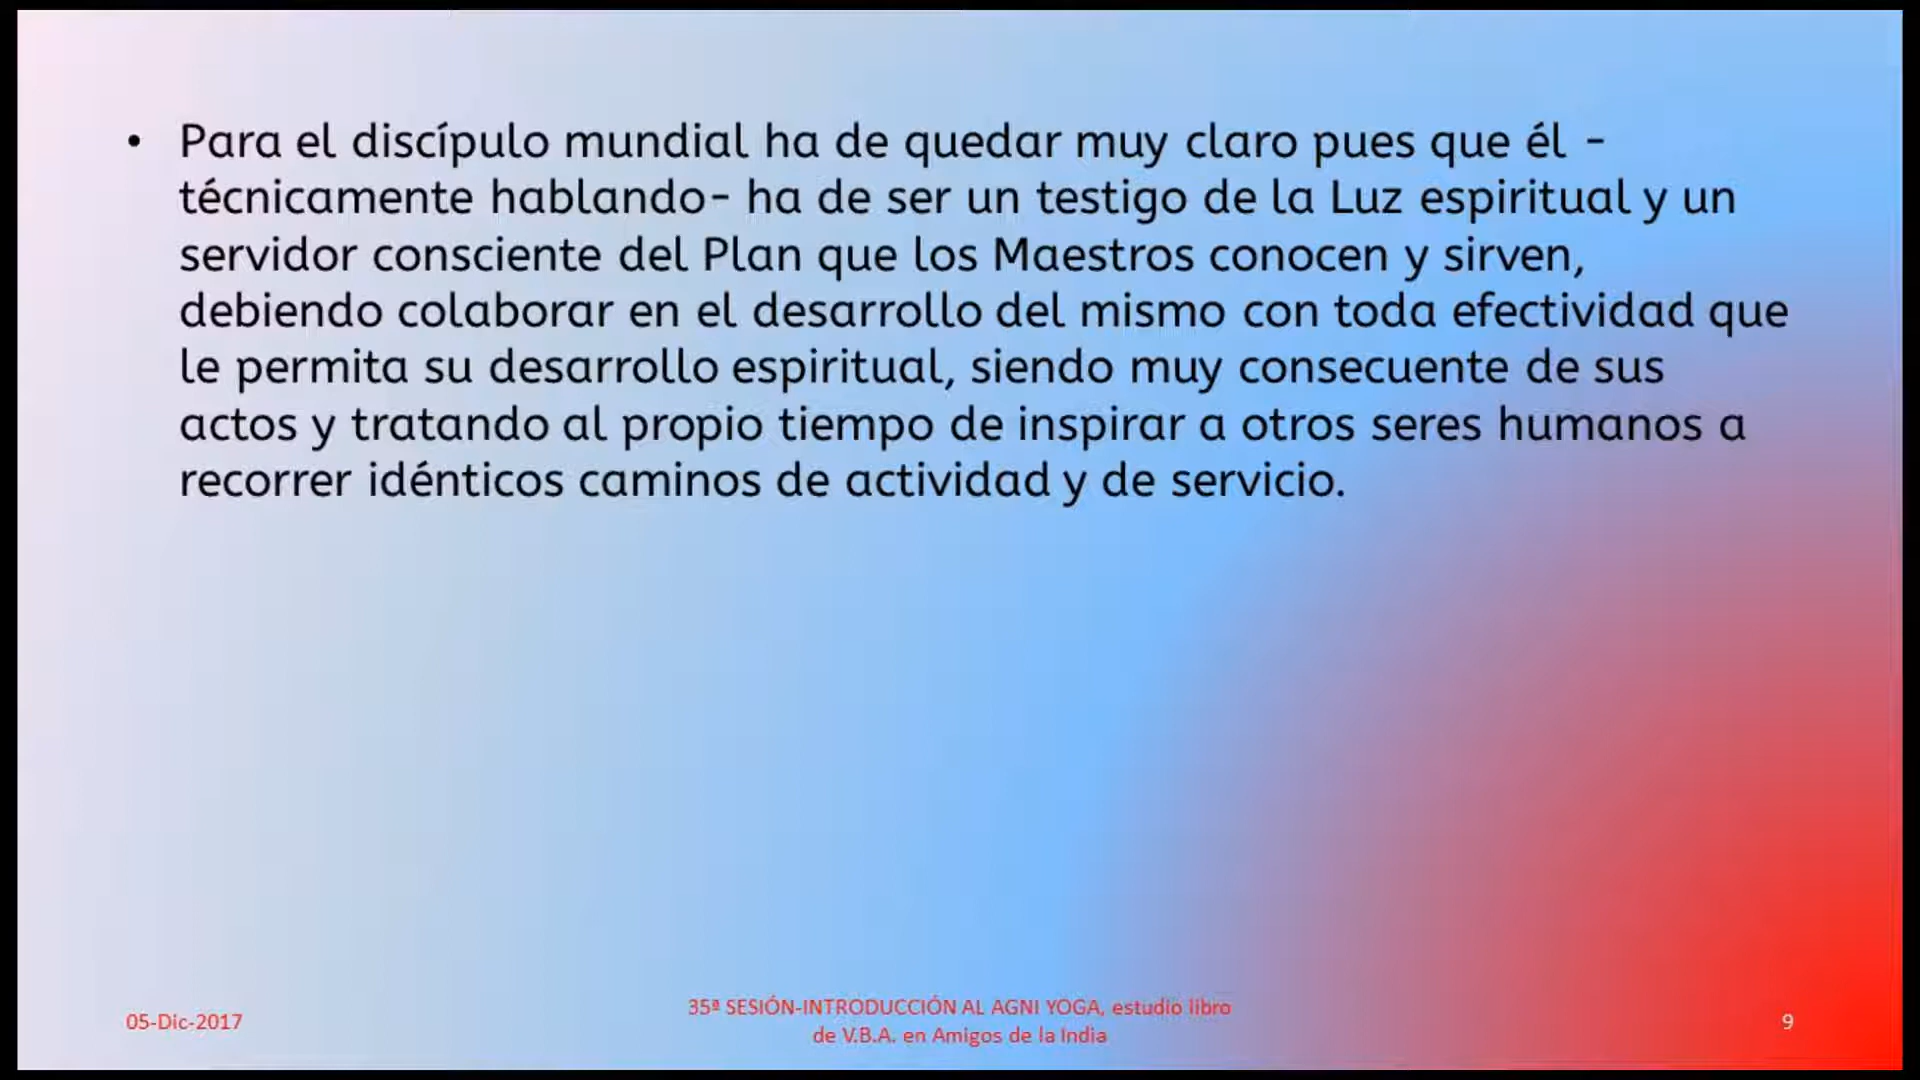 • Para el discípulo mundial ha de quedar muy claro pues que él -
técnicamente hablando- ha de ser un testigo de la Luz espiritual y un
servidor consciente del Plan que los Maestros conocen y sirven,
debiendo colaborar en el desarrollo del mismo con toda efectividad que
le permita su desarrollo espiritual, siendo muy consecuente de sus
actos y tratando al propio tiempo de inspirar a otros seres humanos a
recorrer idénticos caminos de actividad y de servicio.
05-Dic-2017
35ª SESIÓN-INTRODUCCIÓN AL AGNI YOGA, estudio libro
de V.B.A. en Amigos de la India
9